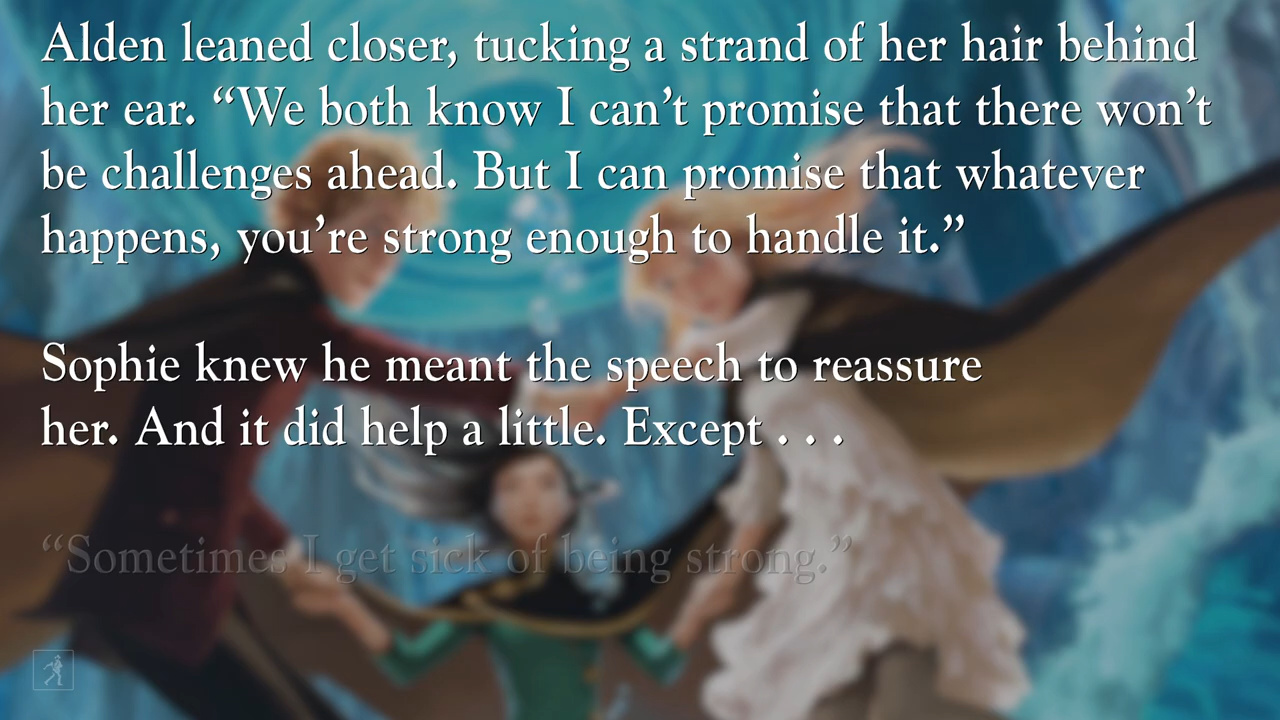 Alden leaned closer, tucking a strand of her hair behind
her ear. “We both know I can’t promise that there won’t
be challenges ahead. But I can promise that whatever
happens, you’re strong enough to handle it.”
Sophie knew he meant the speech to reassure
her. And it did help a little. Except . . .
“Sometimes I get sick of being strong.”